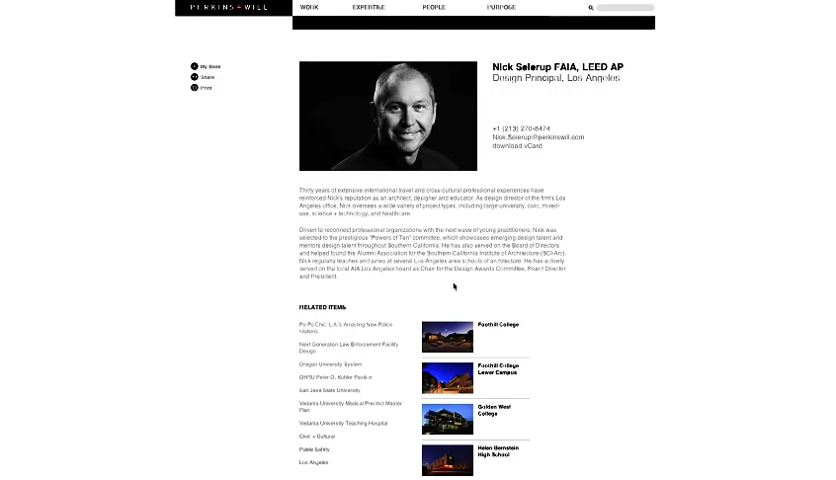 PERKINS+WILL
WORK
EXPERTISE
PEOPLE
PURPOSE
My Book
Share
Print
Nick Seierup FAIA, LEED AP
Design Principal, Los Angeles
+1 (213) 270-8474
Nick.Seierup@perkinswill.com
download vCard
Thirty years of extensive international travel and cross-cultural professional experiences have
reinforced Nick's reputation as an architect, designer and educator. As design director of the firm's Los
Angeles office, Nick oversees a wide variety of project types, including large university, civic, mixed-
use, science + technology, and healthcare.
Driven to reconnect professional organizations with the next wave of young practitioners, Nick was
selected to the prestigious "Powers of Ten" committee, which showcases emerging design talent and
mentors design talent throughout Southern California. He has also served on the Board of Directors
and helped found the Alumni Association for the Southern California Institute of Architecture (SCI-Arc).
Nick regularly teaches and juries at several Los Angeles area schools of architecture. He has actively
served on the local AIA Los Angeles board as Chair for the Design Awards Committee, Board Director
and President.
RELATED ITEMS
Po-Po Chic: L.A.'s Arresting New Police
Stations
Next Generation Law Enforcement Facility
Design
Oregon University System
OHSU Peter O. Kohler Pavilion
San Jose State University
Vedanta University Medical Precinct Master
Plan
Vedanta University Teaching Hospital
Civic + Cultural
Public Safety
Los Angeles
Foothill College
Foothill College
Lower Campus
Golden West
College
Helen Bernstein
High School